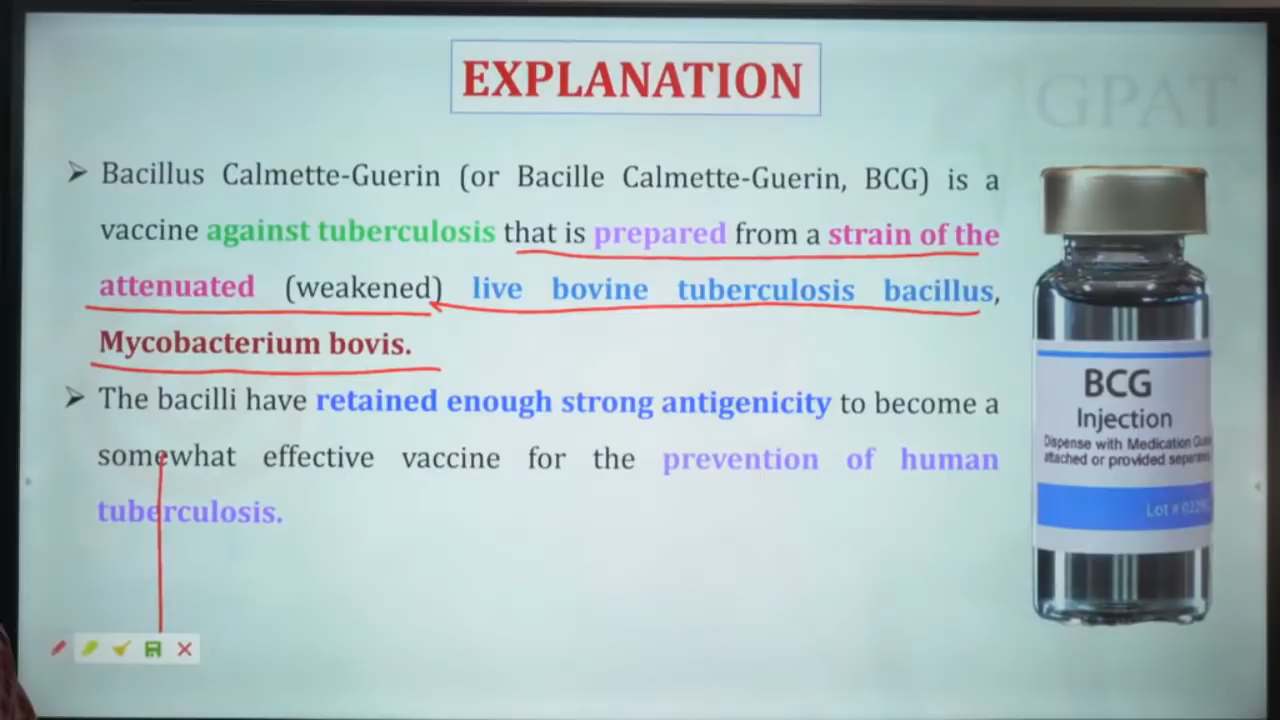 EXPLANATION
GPAT
➢ Bacillus Calmette-Guerin (or Bacille Calmette-Guerin, BCG) is a
vaccine against tuberculosis that is prepared from a strain of the
attenuated (weakened) live bovine tuberculosis bacillus,
Mycobacterium bovis.
➢ The bacilli have retained enough strong antigenicity to become a
somewhat effective vaccine for the prevention of human
tuberculosis.
BCG
Injection
Dispense with Medication
attached or provided
Lot #